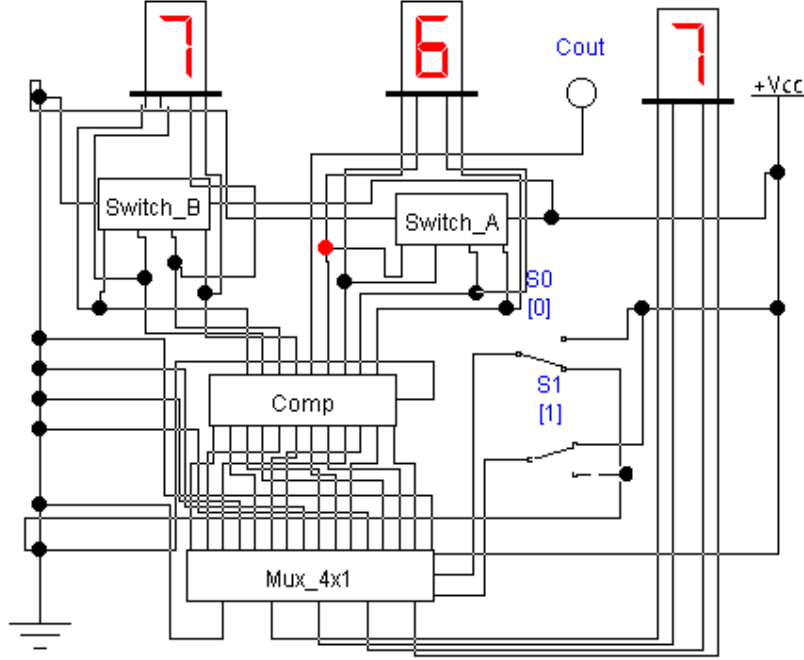 7
6
7
Cout
+Vcc
Switch_B
Switch_A
S0
[0]
S1
[1]
Comp
Mux_4x1